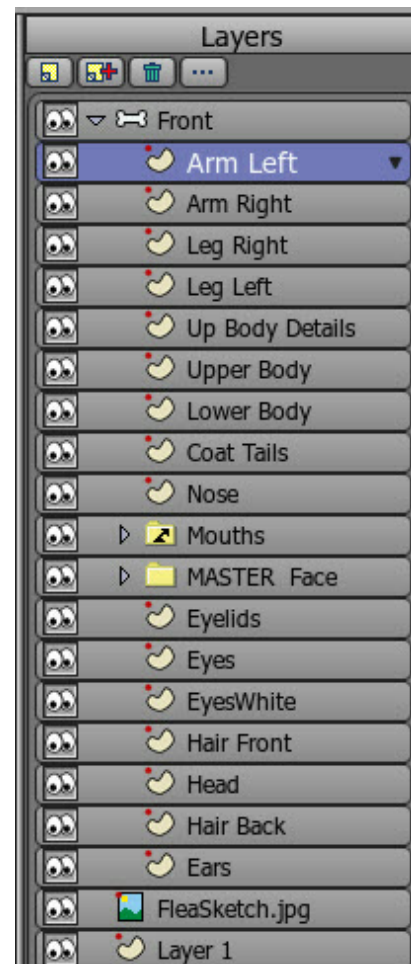 Layers
Front
Arm Left
Arm Right
Leg Right
Leg Left
Up Body Details
Upper Body
Lower Body
Coat Tails
Nose
Mouths
MASTER Face
Eyelids
Eyes
EyesWhite
Hair Front
Head
Hair Back
Ears
FleaSketch.jpg
Layer 1